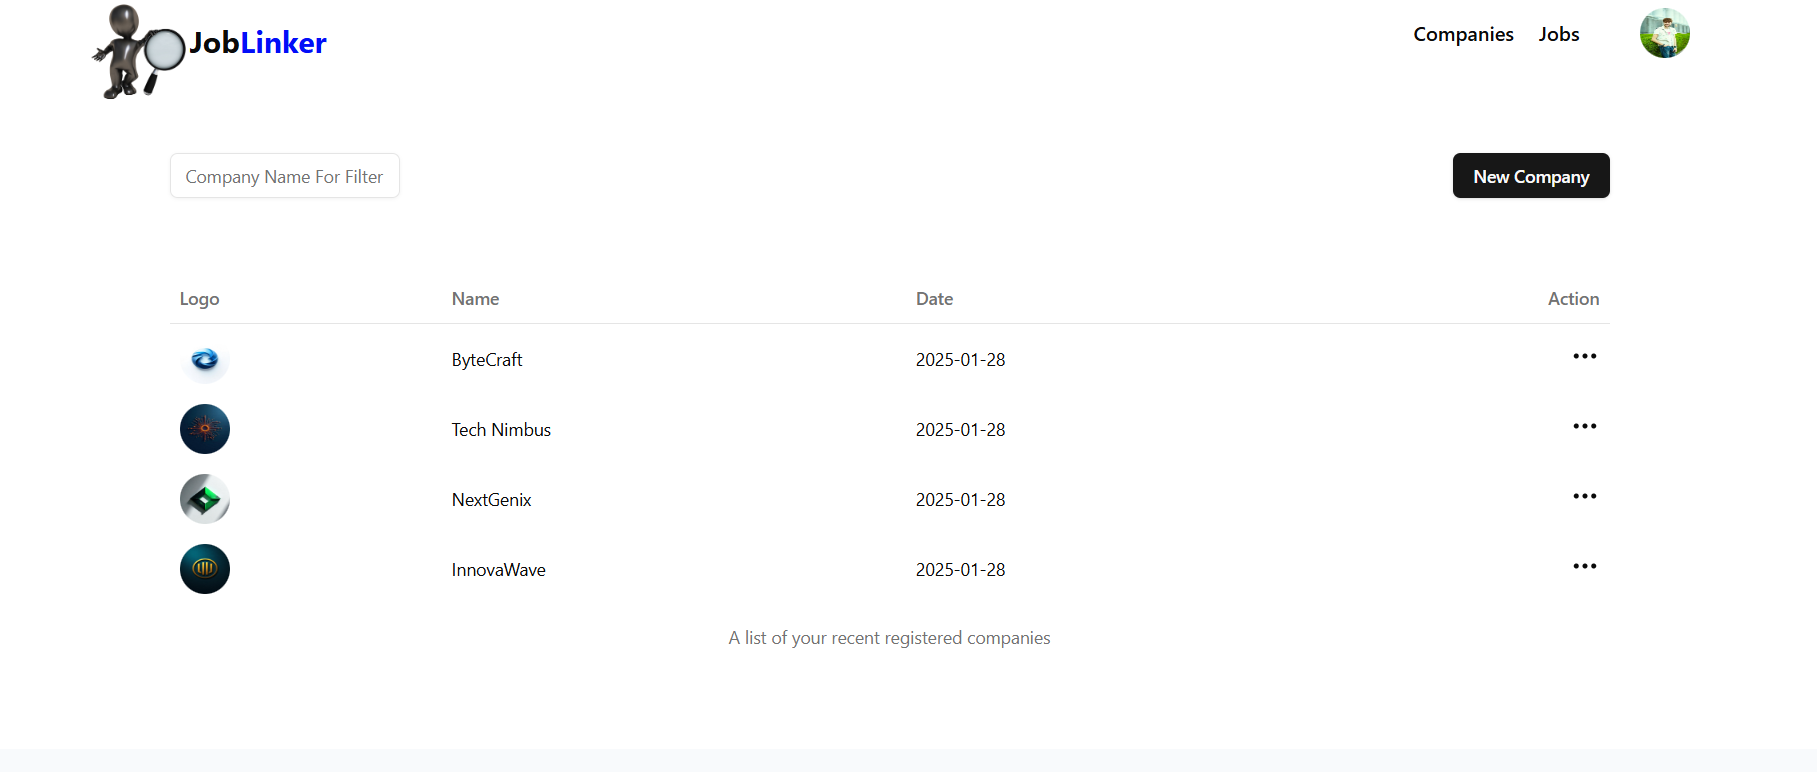 JobLinker
Companies Jobs
Company Name For Filter
New Company
Logo Name Date Action
ByteCraft 2025-01-28
Tech Nimbus 2025-01-28
NextGenix 2025-01-28
InnovaWave 2025-01-28
A list of your recent registered companies